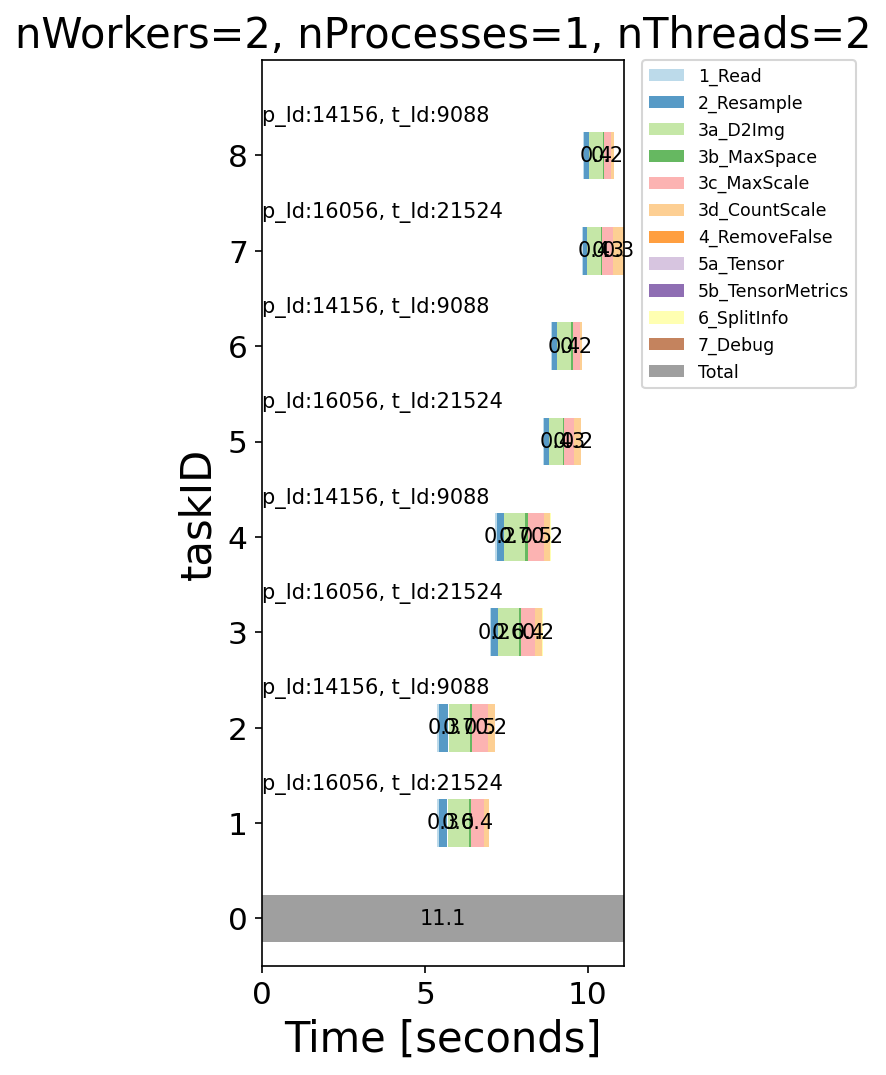 nWorkers=2, nProcesses=1, nThreads=2
1_Read
2_Resample
3a_D2Img
3b_MaxSpace
3c_MaxScale
3d_CountScale
4_RemoveFalse
5a_Tensor
5b_TensorMetrics
6_SplitInfo
7_Debug
Total
taskID
p_Id:14156, t_Id:9088
8
p_Id:16056, t_Id:21524
7
p_Id:14156, t_Id:9088
6
p_Id:16056, t_Id:21524
5
p_Id:14156, t_Id:9088
4
p_Id:16056, t_Id:21524
3
p_Id:14156, t_Id:9088
2
p_Id:16056, t_Id:21524
1
0
11.1
0 5 10
Time [seconds]